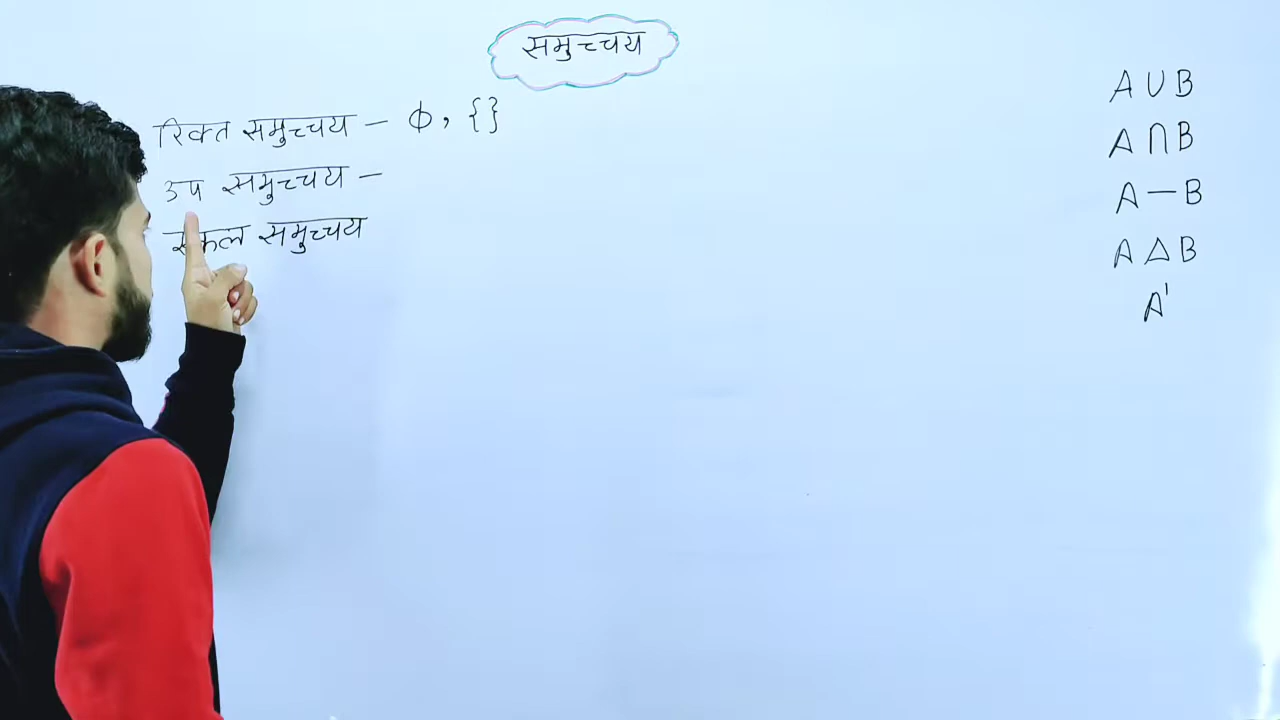 समुच्चय
रिक्त समुच्चय - ϕ, {}
उप समुच्चय -
सकल समुच्चय
A ∪ B
A ∩ B
A - B
A △ B
A'